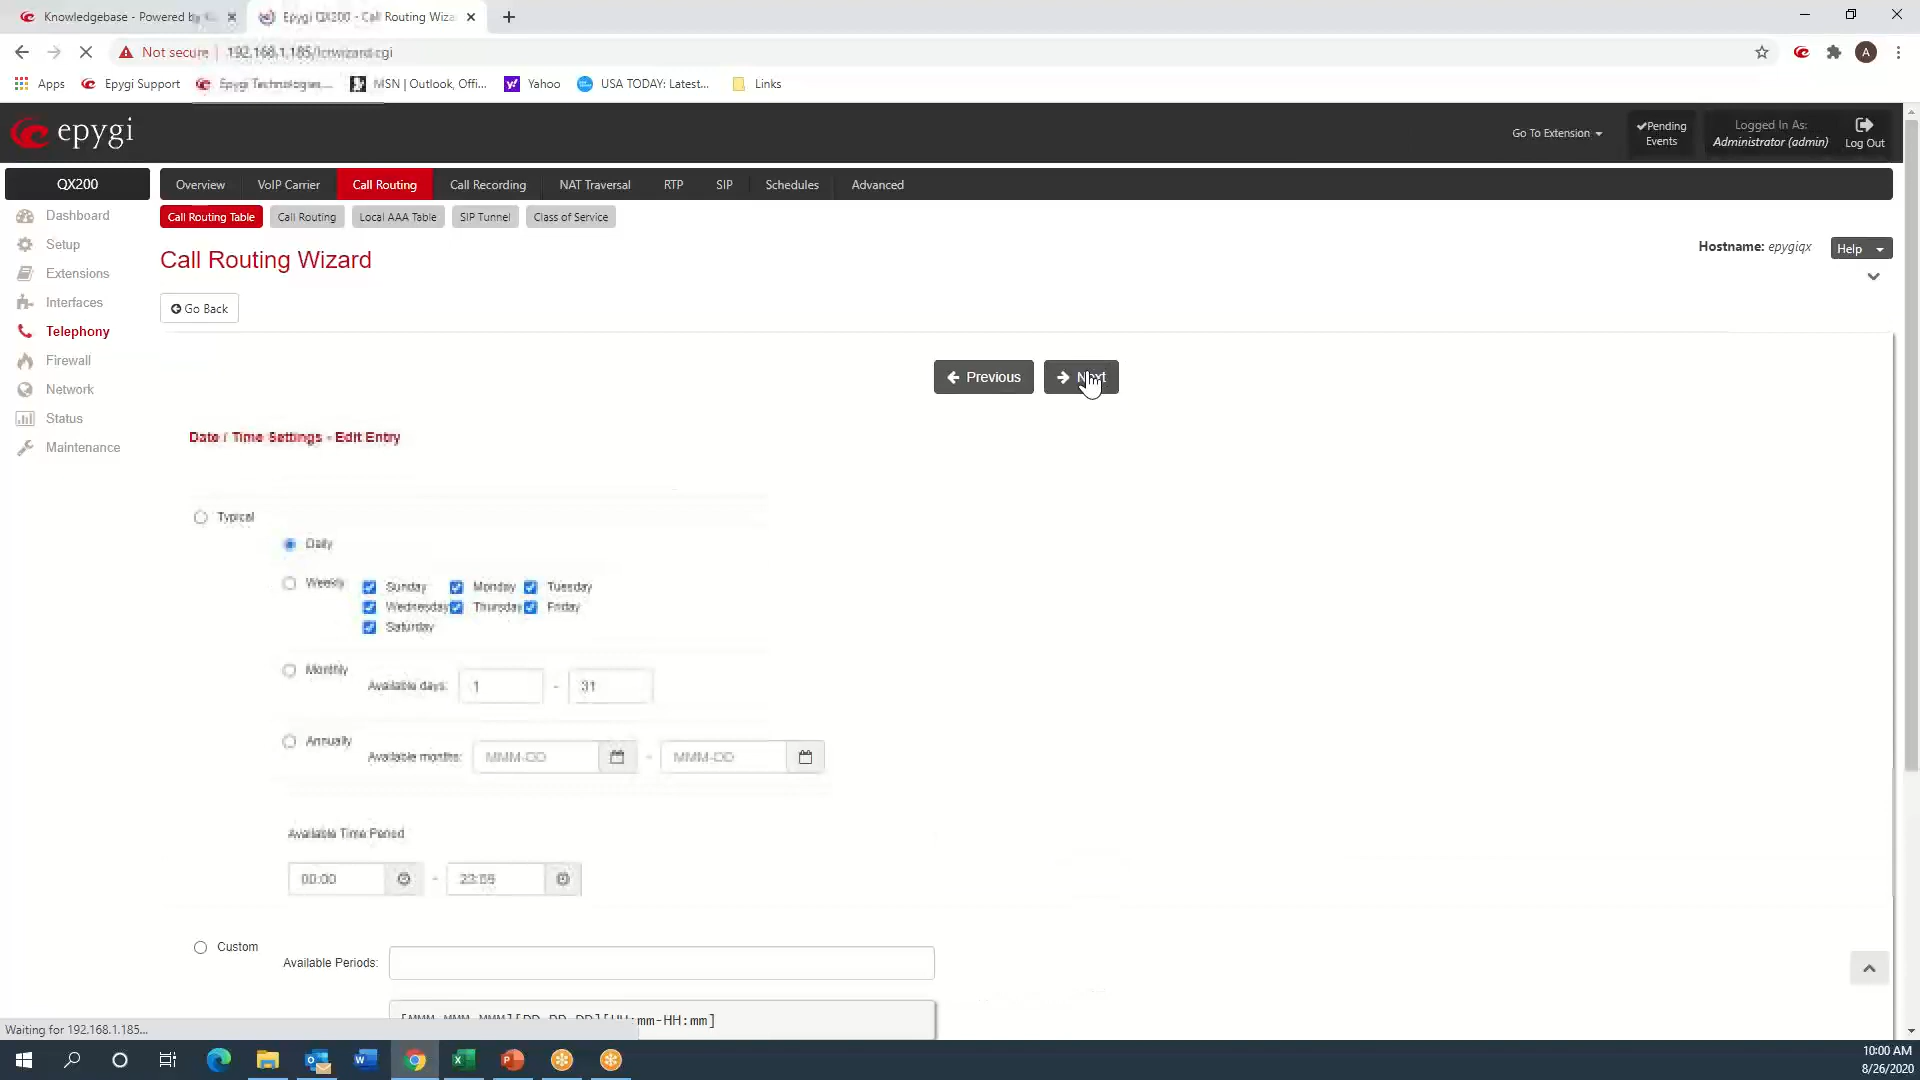 Knowledgebase - Powered by
Epygi QX200 - Call Routing Wiza
Not secure
192.168.1.185/lcrwizard.cgi
A
Apps
Epygi Support
Epygi Technologies...
MSN | Outlook, Offi...
Yahoo
USA TODAY: Latest...
Links
epygi
Go To Extension
Pending
Events
Logged In As:
Administrator (admin)
Log Out
QX200
Overview
VoIP Carrier
Call Routing
Call Recording
NAT Traversal
RTP
SIP
Schedules
Advanced
Dashboard
Setup
Extensions
Interfaces
Telephony
Firewall
Network
Status
Maintenance
Call Routing Table
Call Routing
Local AAA Table
SIP Tunnel
Class of Service
Call Routing Wizard
Hostname: epygiqx
Help
Go Back
Previous
Next
Date / Time Settings - Edit Entry
Typical
Daily
Weekly
Sunday
Monday
Tuesday
Wednesday
Thursday
Friday
Saturday
Monthly
Available days:
1
-
31
Annually
Available months:
MMM-DD
-
MMM-DD
Available Time Period
00:00
-
23:59
Custom
Available Periods:
[MMM,MMM-MMM][DD,DD-DD][HH:mm-HH:mm]
Waiting for 192.168.1.185...
10:00 AM
8/26/2020